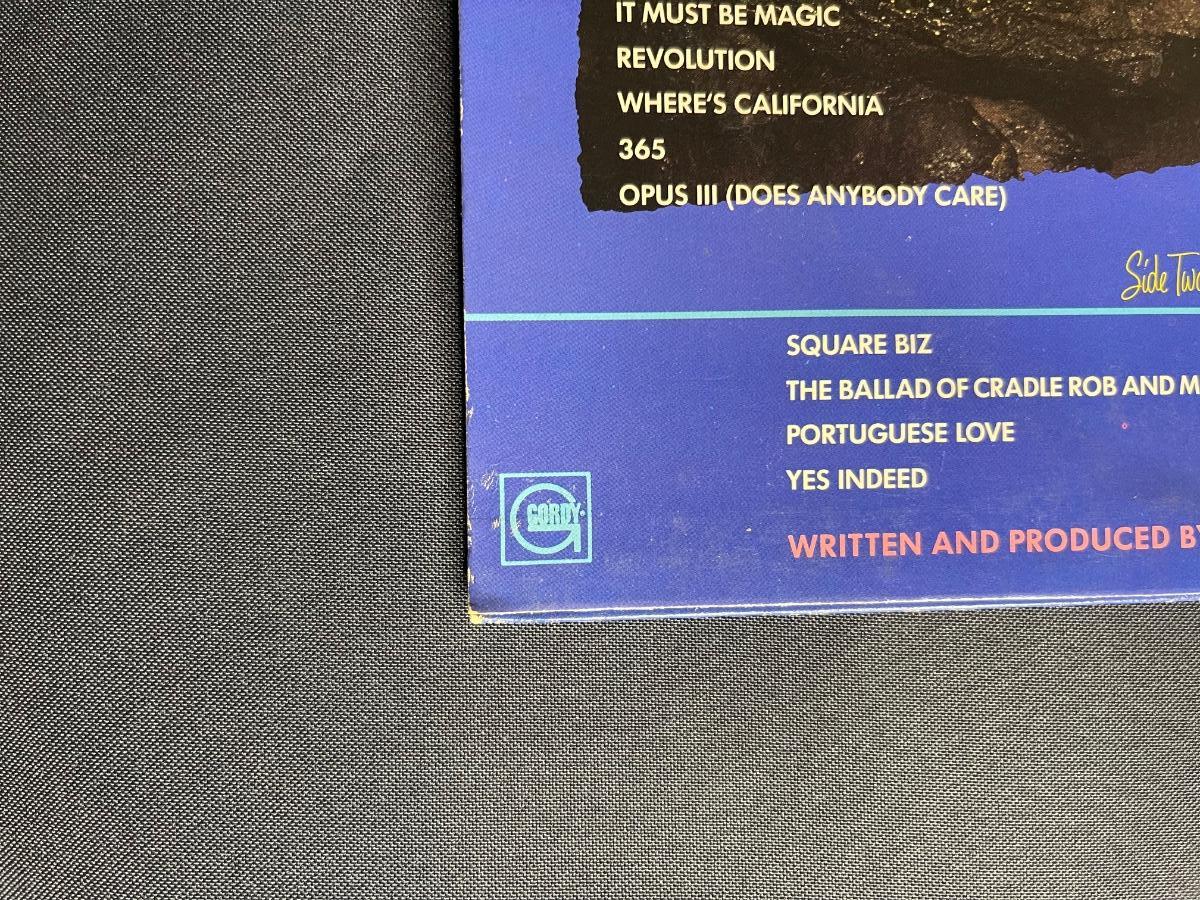 IT MUST BE MAGIC
REVOLUTION
WHERE'S CALIFORNIA
365
OPUS III (DOES ANYBODY CARE)
Side Two
SQUARE BIZ
THE BALLAD OF CRADLE ROB AND M
PORTUGUESE LOVE
YES INDEED
GORDY
WRITTEN AND PRODUCED BY